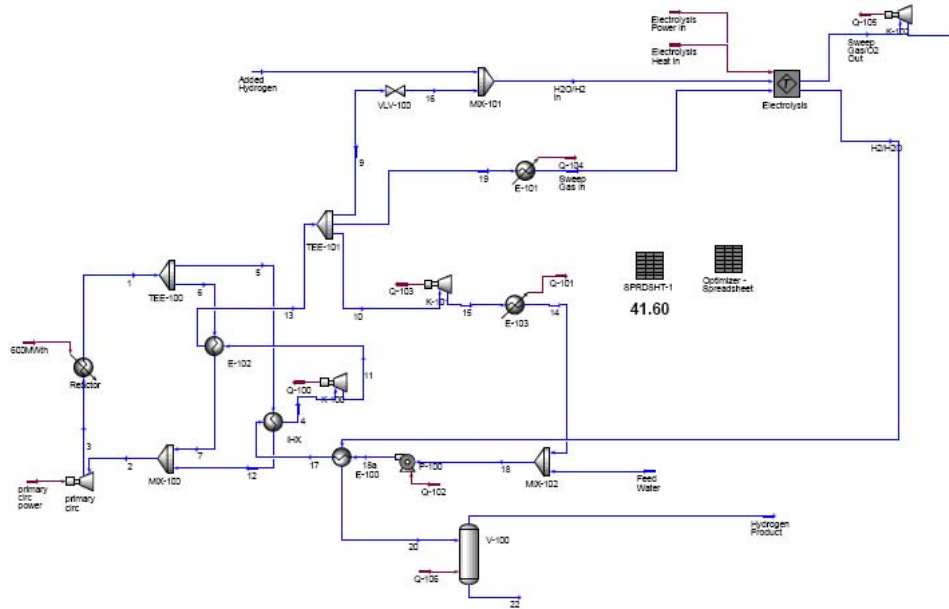 Electrolysis
Power In
Q-105
K-102
Electrolysis
Heat In
Sweep
Gas/O2
Out
Added
Hydrogen
MIX-101
H2O/H2
In
Electrolysis
VLV-100
16
H2/H2O
9
19
E-101
Q-104
Sweep
Gas In
TEE-101
1
TEE-100
5
6
13
10
Q-103
K-101
15
E-103
Q-101
14
SPRDSHT-1
41.60
Optimizer -
Spreadsheet
600MWth
Reactor
E-102
11
Q-100
K-100
4
IHX
3
2
MIX-100
7
12
17
E-100
18a
P-100
18
MIX-102
Feed
Water
Q-102
primary
circ
power
primary
circ
Hydrogen
Product
20
V-100
Q-106
22